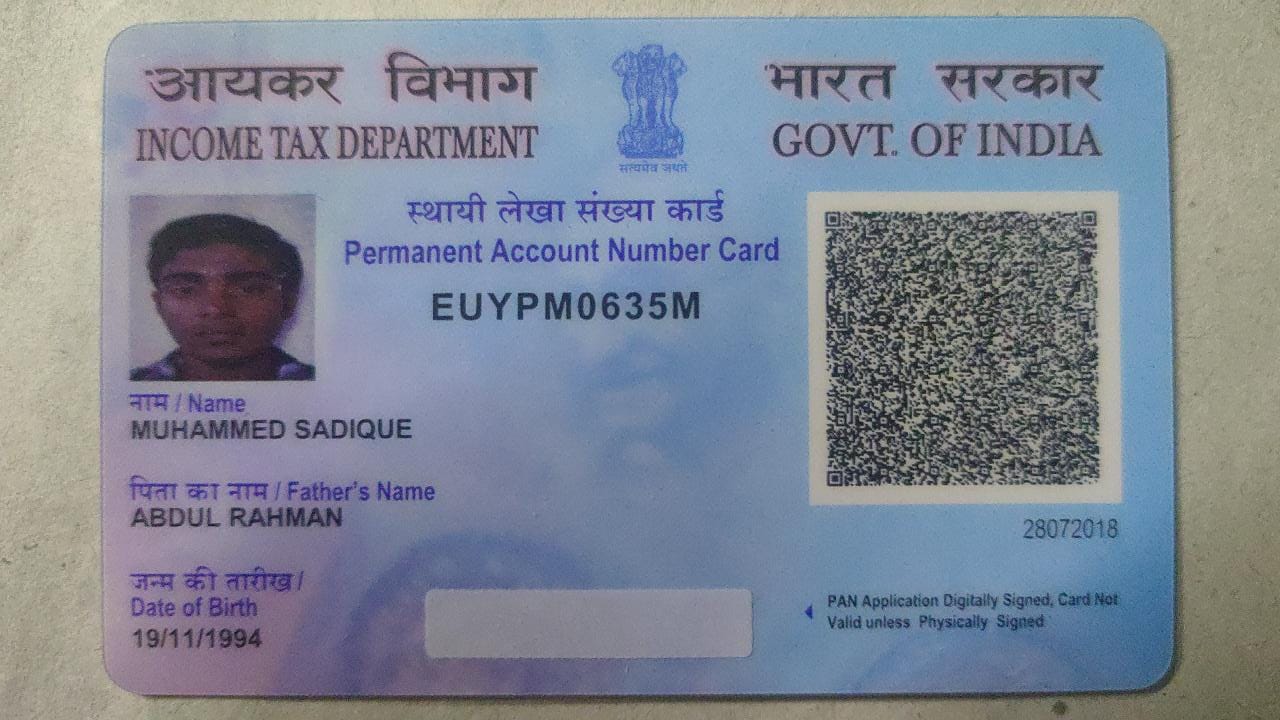 आयकर विभाग
INCOME TAX DEPARTMENT
सत्यमेव जयते
भारत सरकार
GOVT. OF INDIA
स्थायी लेखा संख्या कार्ड
Permanent Account Number Card
EUYPM0635M
नाम / Name
MUHAMMED SADIQUE
पिता का नाम / Father's Name
ABDUL RAHMAN
28072018
जन्म की तारीख /
Date of Birth
19/11/1994
PAN Application Digitally Signed, Card Not
Valid unless Physically Signed